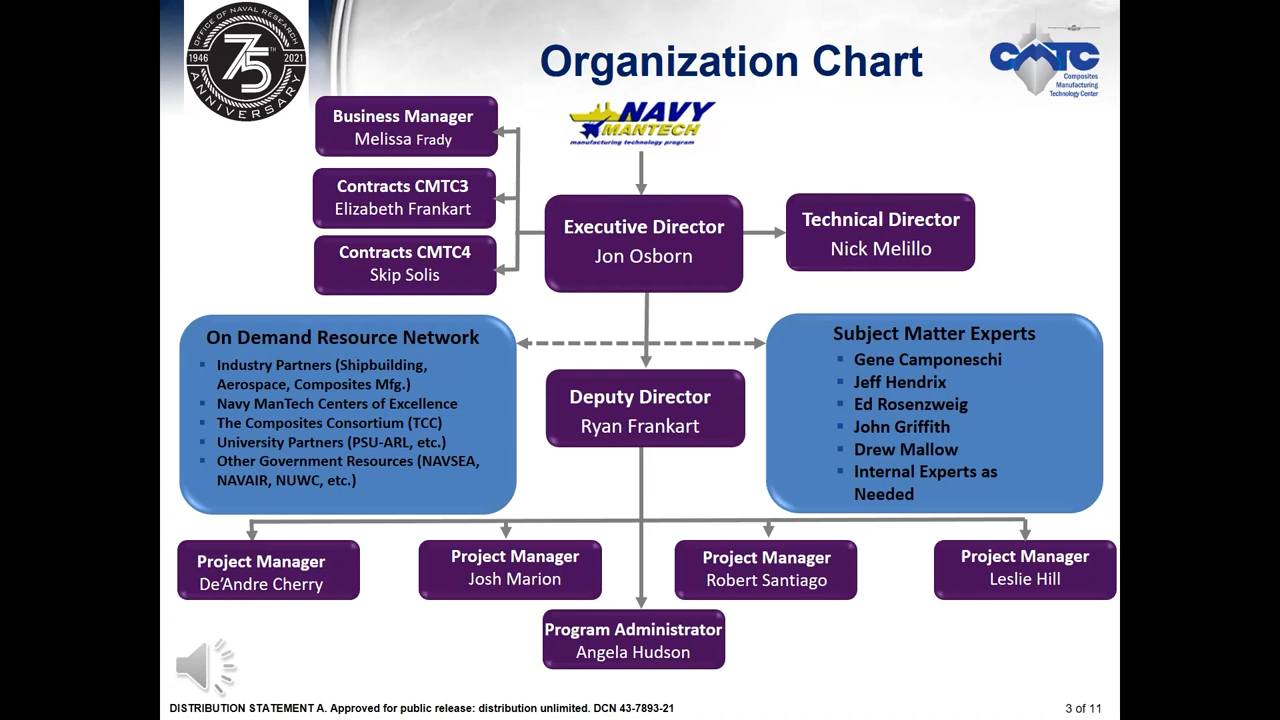 OFFICE OF NAVAL RESEARCH
1946 75TH 2021
ANNIVERSARY
Organization Chart
CMTC
Composites
Manufacturing
Technology Center
NAVY
MANTECH
manufacturing technology program
Business Manager
Melissa Frady
Contracts CMTC3
Elizabeth Frankart
Contracts CMTC4
Skip Solis
Executive Director
Jon Osborn
Technical Director
Nick Melillo
On Demand Resource Network
▪ Industry Partners (Shipbuilding,
Aerospace, Composites Mfg.)
▪ Navy ManTech Centers of Excellence
▪ The Composites Consortium (TCC)
▪ University Partners (PSU-ARL, etc.)
▪ Other Government Resources (NAVSEA,
NAVAIR, NUWC, etc.)
Deputy Director
Ryan Frankart
Subject Matter Experts
▪ Gene Camponeschi
▪ Jeff Hendrix
▪ Ed Rosenzweig
▪ John Griffith
▪ Drew Mallow
▪ Internal Experts as
Needed
Project Manager
De’Andre Cherry
Project Manager
Josh Marion
Project Manager
Robert Santiago
Project Manager
Leslie Hill
Program Administrator
Angela Hudson
DISTRIBUTION STATEMENT A. Approved for public release: distribution unlimited. DCN 43-7893-21
3 of 11